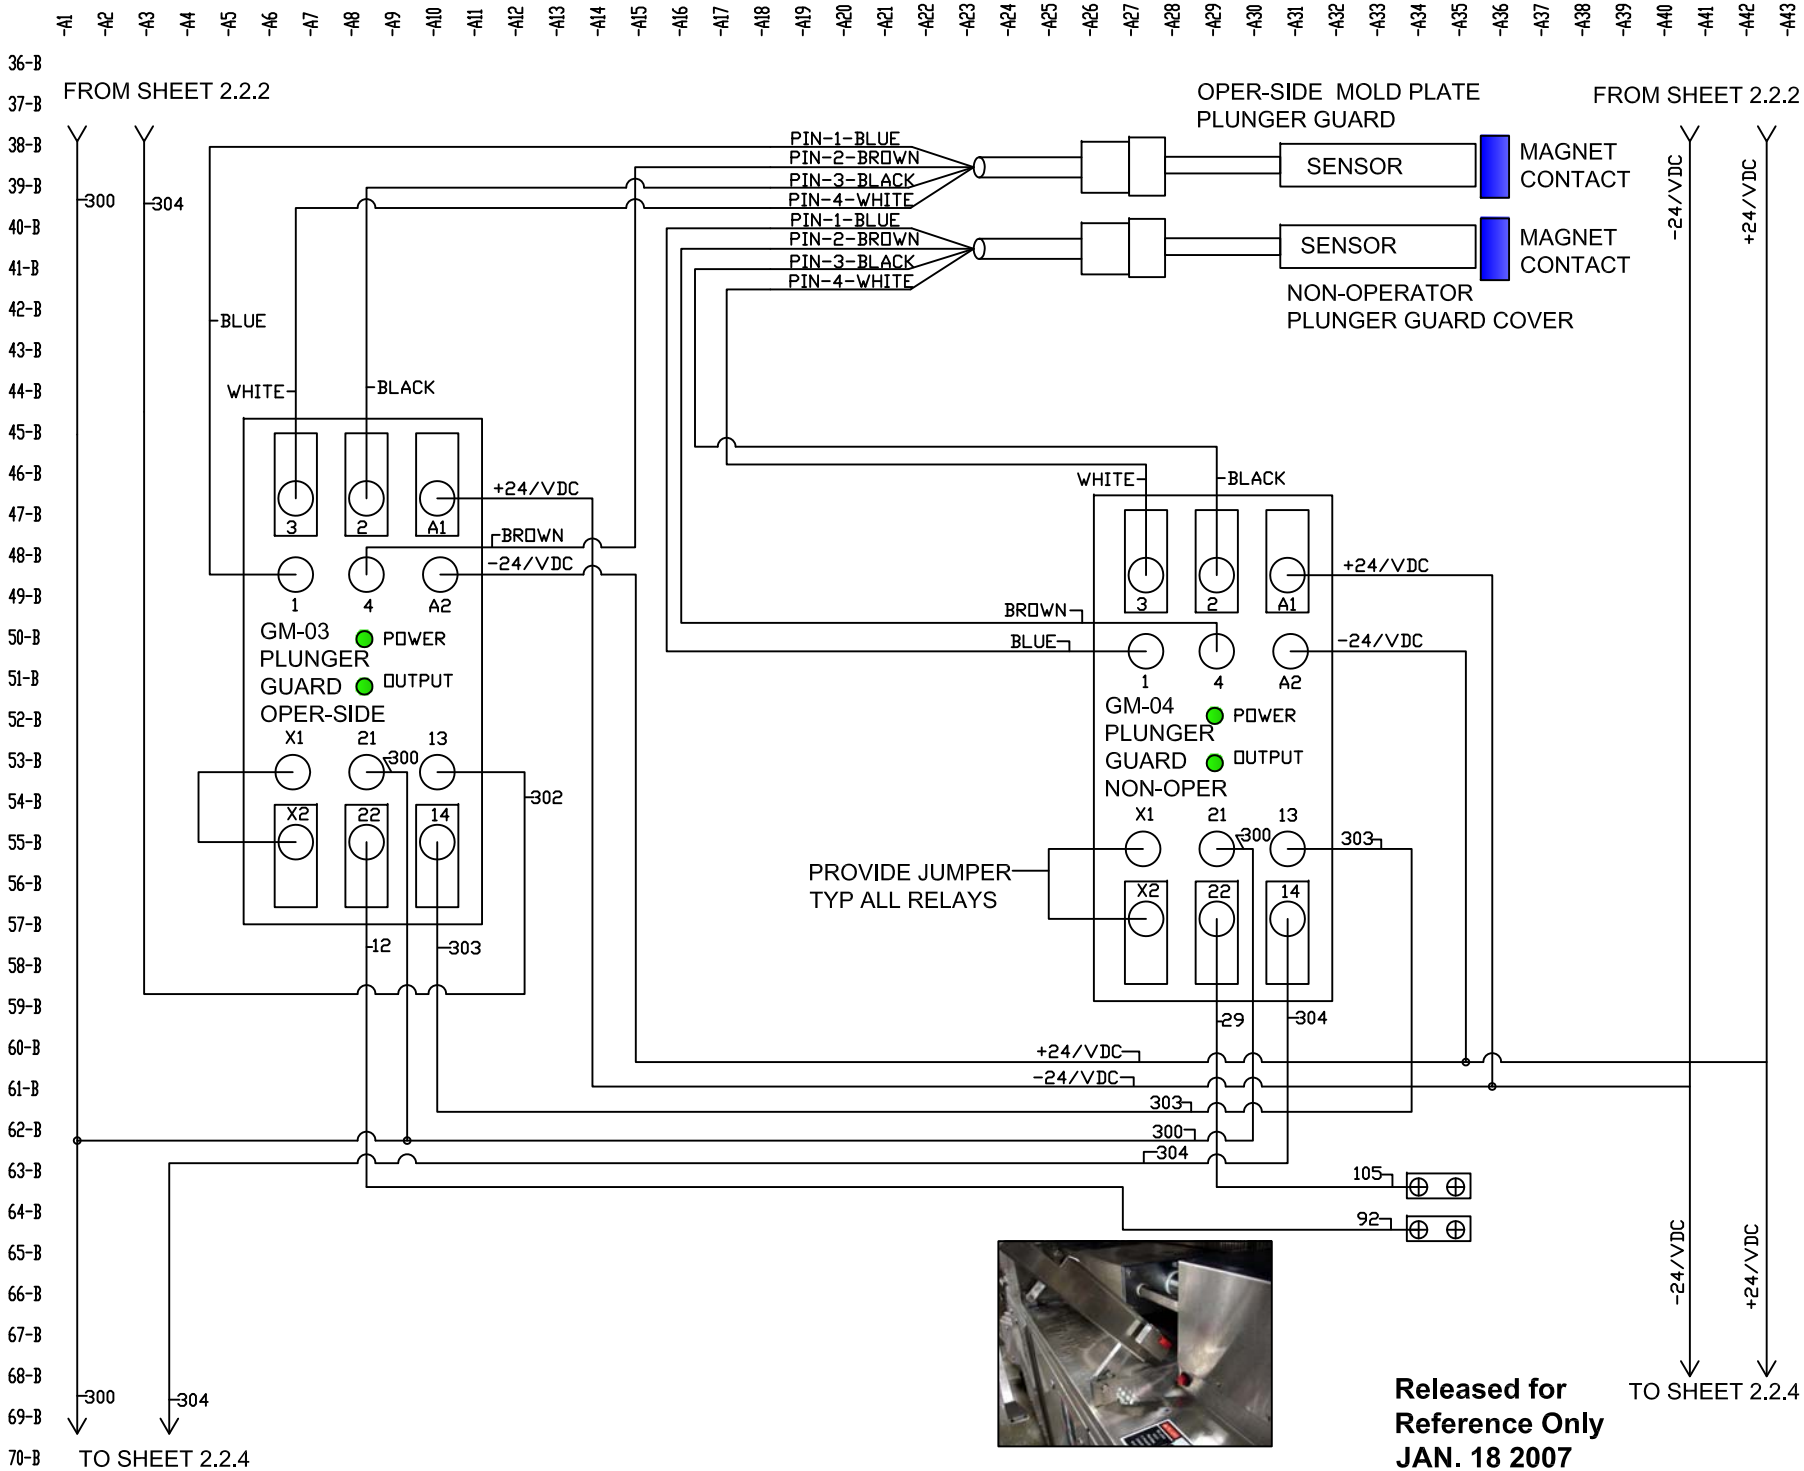 -A1 -A2 -A3 -A4 -A5 -A6 -A7 -A8 -A9 -A10 -A11 -A12 -A13 -A14 -A15 -A16 -A17 -A18 -A19 -A20 -A21 -A22 -A23 -A24 -A25 -A26 -A27 -A28 -A29 -A30 -A31 -A32 -A33 -A34 -A35 -A36 -A37 -A38 -A39 -A40 -A41 -A42 -A43
36-B
37-B
38-B
39-B
40-B
41-B
42-B
43-B
44-B
45-B
46-B
47-B
48-B
49-B
50-B
51-B
52-B
53-B
54-B
55-B
56-B
57-B
58-B
59-B
60-B
61-B
62-B
63-B
64-B
65-B
66-B
67-B
68-B
69-B
70-B
FROM SHEET 2.2.2
300
304
OPER-SIDE MOLD PLATE
PLUNGER GUARD
FROM SHEET 2.2.2
PIN-1-BLUE
PIN-2-BROWN
PIN-3-BLACK
PIN-4-WHITE
SENSOR
MAGNET
CONTACT
PIN-1-BLUE
PIN-2-BROWN
PIN-3-BLACK
PIN-4-WHITE
SENSOR
MAGNET
CONTACT
NON-OPERATOR
PLUNGER GUARD COVER
-24/VDC
+24/VDC
BLUE
WHITE
BLACK
3 2 A1
+24/VDC
BROWN
-24/VDC
1 4 A2
GM-03
PLUNGER
GUARD
OPER-SIDE
POWER
OUTPUT
X1 21 13
300
302
X2 22 14
12
303
WHITE
BLACK
3 2 A1
+24/VDC
BROWN
BLUE
-24/VDC
1 4 A2
GM-04
PLUNGER
GUARD
NON-OPER
POWER
OUTPUT
X1 21 13
300
303
PROVIDE JUMPER
TYP ALL RELAYS
X2 22 14
29
304
+24/VDC
-24/VDC
303
300
304
105
92
-24/VDC
+24/VDC
300
304
TO SHEET 2.2.4
TO SHEET 2.2.4
Released for
Reference Only
JAN. 18 2007